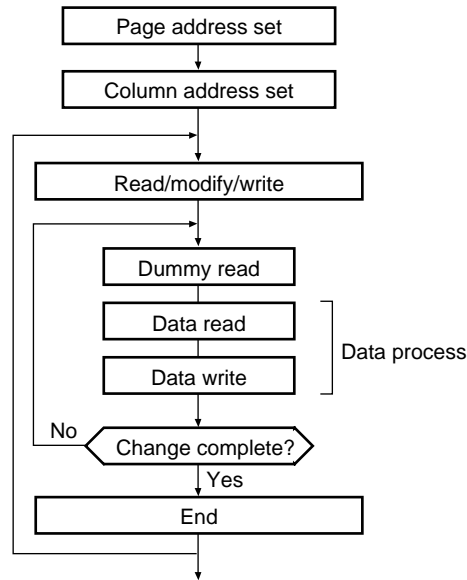 Page address set
Column address set
Read/modify/write
Dummy read
Data read
Data process
Data write
No
Change complete?
Yes
End